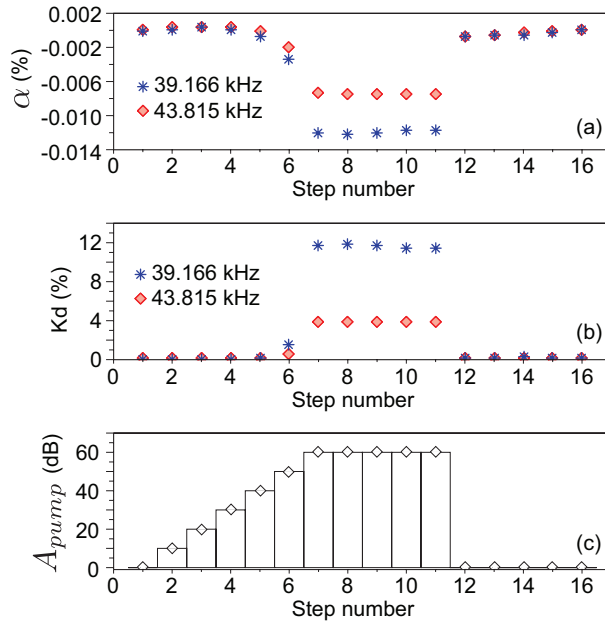 0.002
-0.002
-0.006
-0.010
-0.014
α (%)
39.166 kHz
43.815 kHz
(a)
0 2 4 6 8 10 12 14 16
Step number
12
8
4
0
Kd (%)
39.166 kHz
43.815 kHz
(b)
0 2 4 6 8 10 12 14 16
Step number
60
40
20
0
A_pump (dB)
(c)
0 2 4 6 8 10 12 14 16
Step number